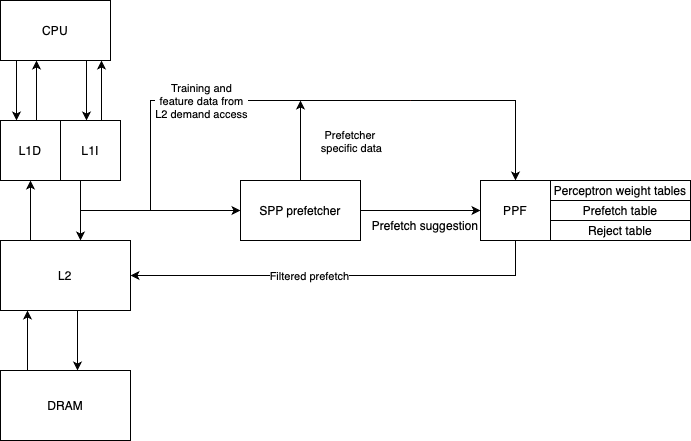 CPU
Training and
feature data from
L2 demand access
L1D
L1I
Prefetcher
specific data
SPP prefetcher
PPF
Perceptron weight tables
Prefetch table
Reject table
Prefetch suggestion
L2
Filtered prefetch
DRAM